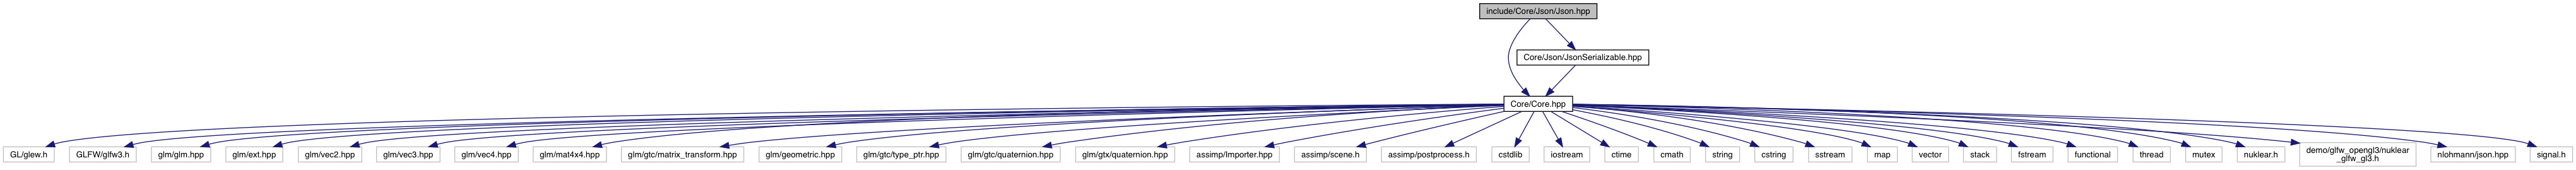 include/Core/Json/Json.hpp
Core/Json/JsonSerializable.hpp
Core/Core.hpp
GL/glew.h
GLFW/glfw3.h
glm/glm.hpp
glm/ext.hpp
glm/vec2.hpp
glm/vec3.hpp
glm/vec4.hpp
glm/mat4x4.hpp
glm/gtc/matrix_transform.hpp
glm/geometric.hpp
glm/gtc/type_ptr.hpp
glm/gtc/quaternion.hpp
glm/gtx/quaternion.hpp
assimp/Importer.hpp
assimp/scene.h
assimp/postprocess.h
cstdlib
iostream
ctime
cmath
string
cstring
sstream
map
vector
stack
fstream
functional
thread
mutex
nuklear.h
demo/glfw_opengl3/nuklear
_glfw_gl3.h
nlohmann/json.hpp
signal.h